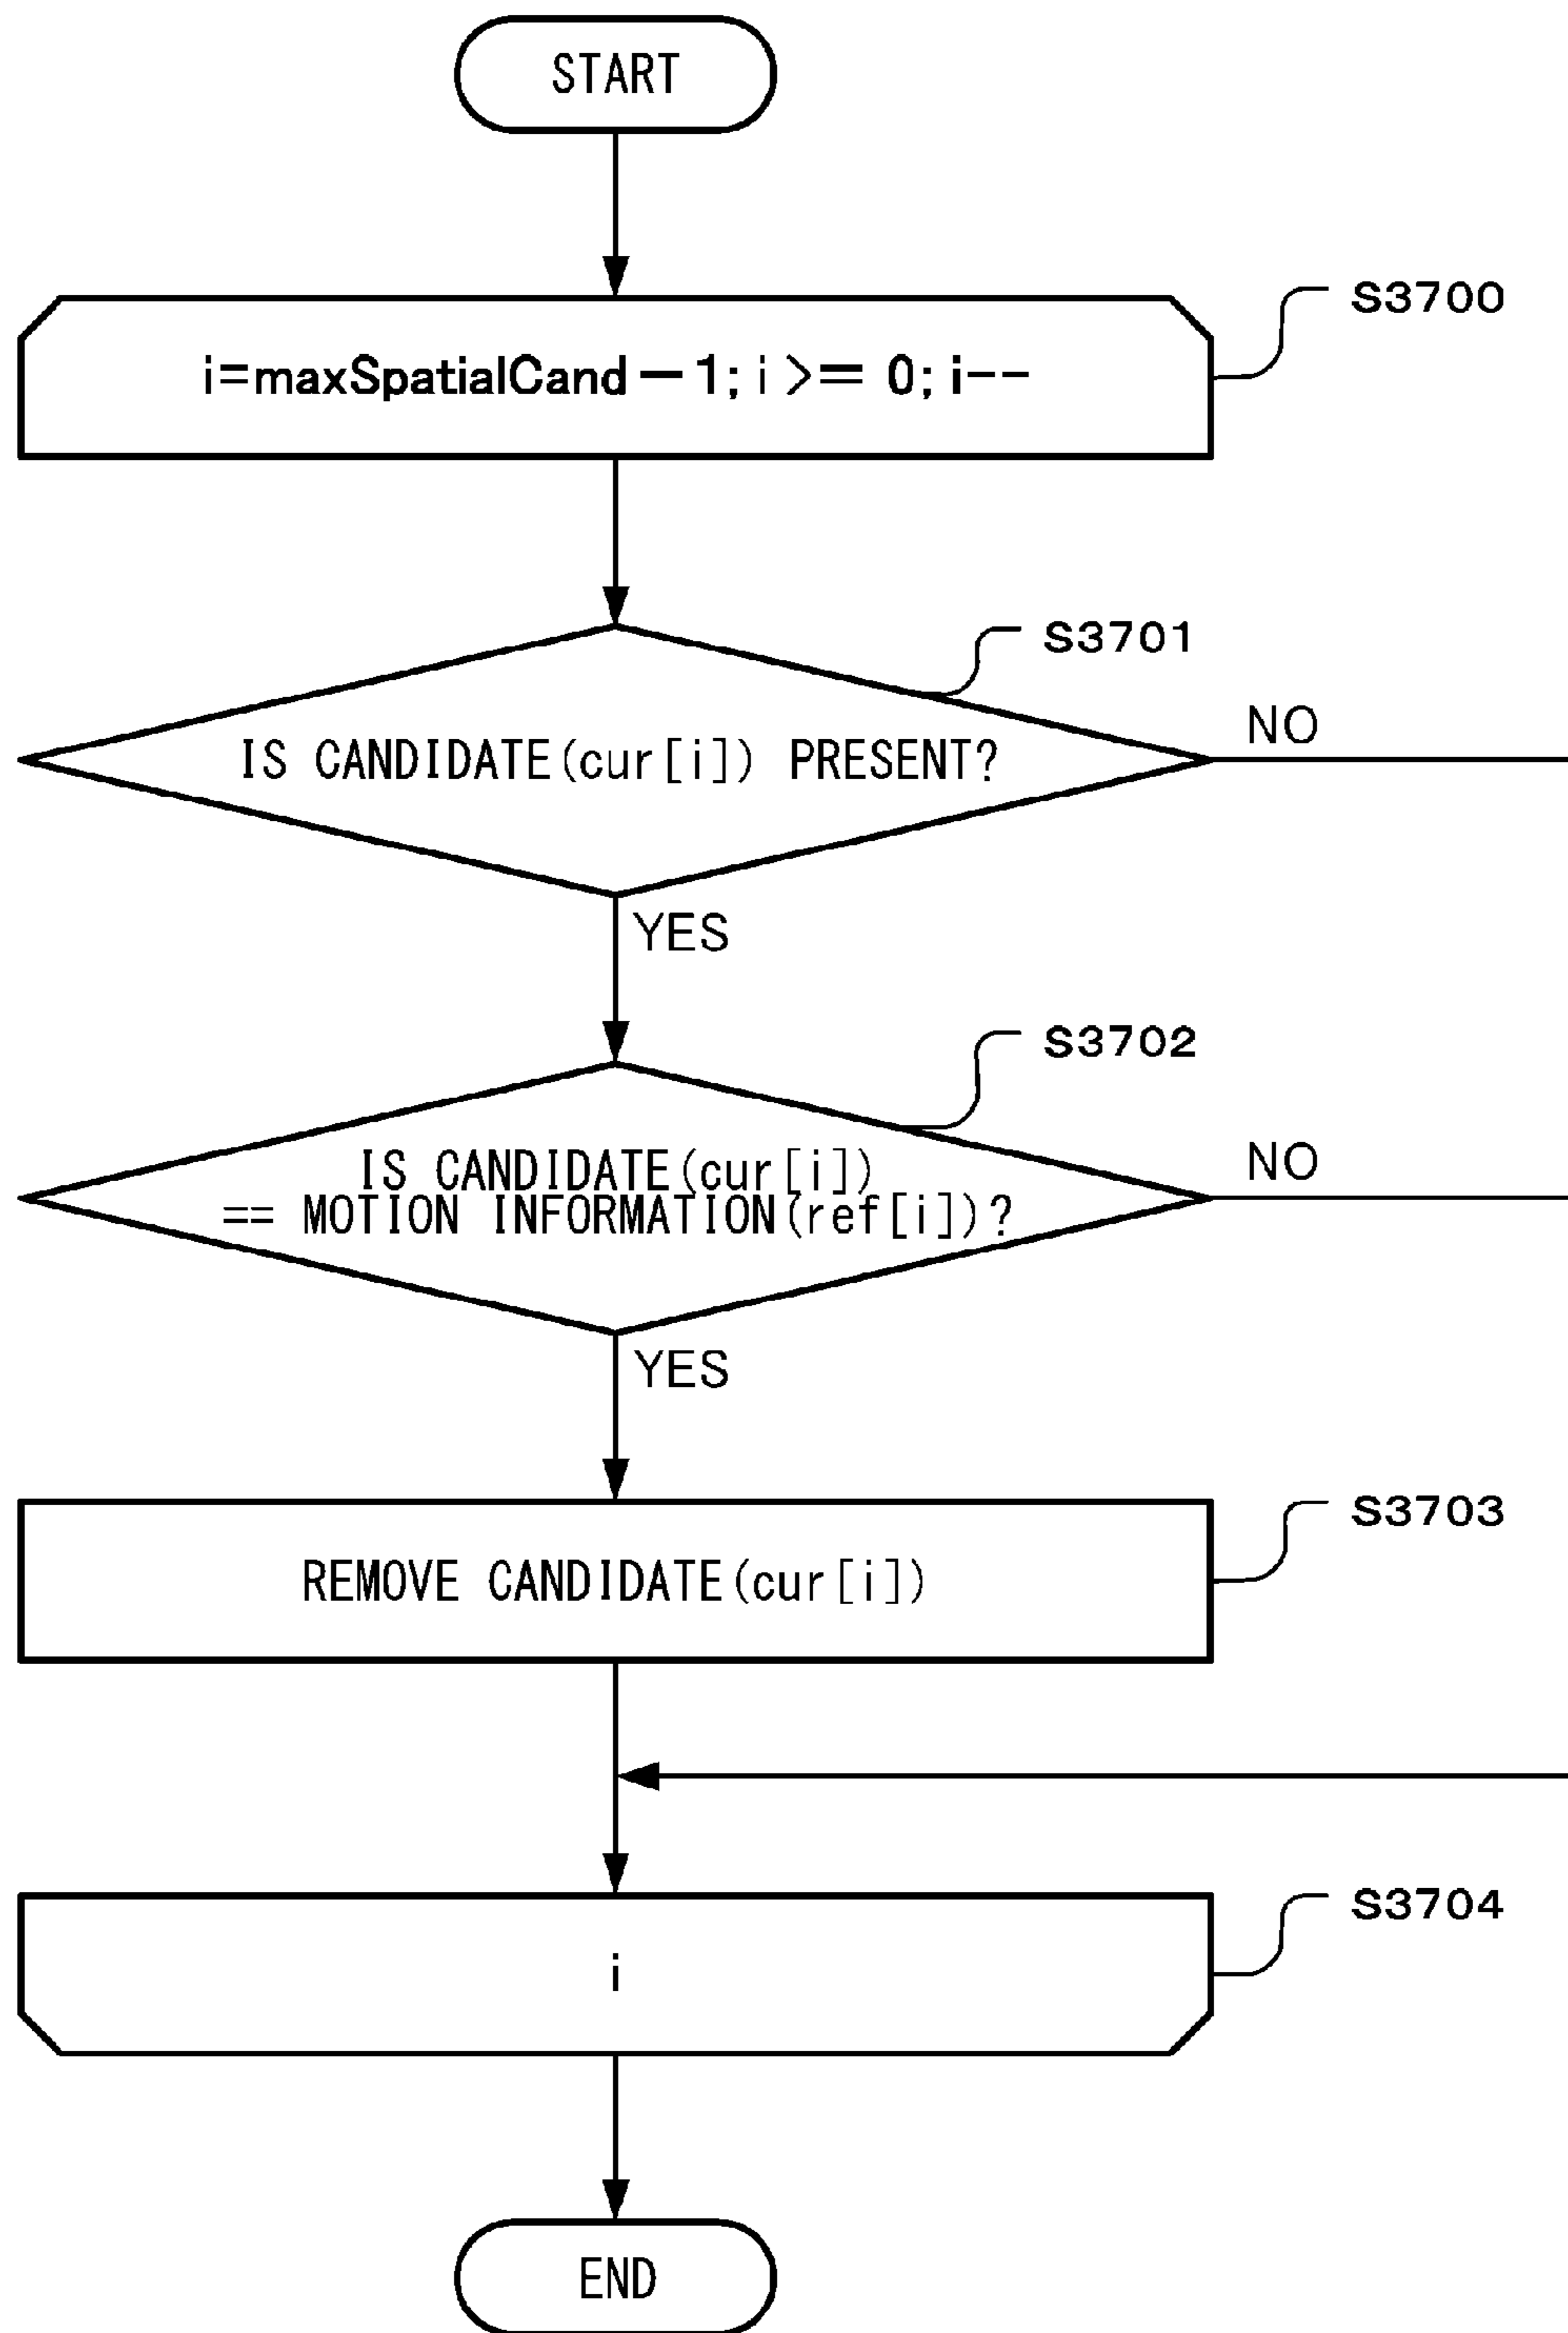 START
i=maxSpatialCand-1; i >= 0; i--
S3700
S3701
IS CANDIDATE(cur[i]) PRESENT?
NO
YES
S3702
IS CANDIDATE(cur[i])
== MOTION INFORMATION(ref[i])?
NO
YES
S3703
REMOVE CANDIDATE(cur[i])
S3704
i
END